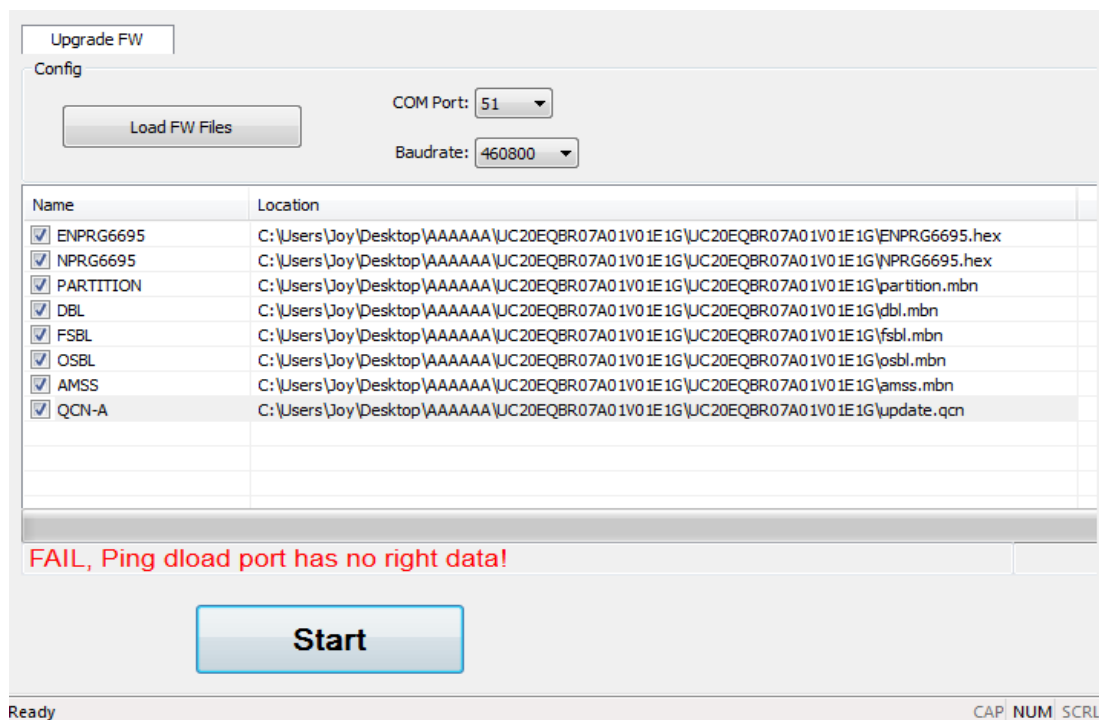 Upgrade FW
Config
Load FW Files
COM Port: 51
Baudrate: 460800
Name Location
ENPRG6695 C:\Users\Joy\Desktop\AAAAAA\UC20EQBR07A01V01E1G\UC20EQBR07A01V01E1G\ENPRG6695.hex
NPRG6695 C:\Users\Joy\Desktop\AAAAAA\UC20EQBR07A01V01E1G\UC20EQBR07A01V01E1G\NPRG6695.hex
PARTITION C:\Users\Joy\Desktop\AAAAAA\UC20EQBR07A01V01E1G\UC20EQBR07A01V01E1G\partition.mbn
DBL C:\Users\Joy\Desktop\AAAAAA\UC20EQBR07A01V01E1G\UC20EQBR07A01V01E1G\dbl.mbn
FSBL C:\Users\Joy\Desktop\AAAAAA\UC20EQBR07A01V01E1G\UC20EQBR07A01V01E1G\fsbl.mbn
OSBL C:\Users\Joy\Desktop\AAAAAA\UC20EQBR07A01V01E1G\UC20EQBR07A01V01E1G\osbl.mbn
AMSS C:\Users\Joy\Desktop\AAAAAA\UC20EQBR07A01V01E1G\UC20EQBR07A01V01E1G\amss.mbn
QCN-A C:\Users\Joy\Desktop\AAAAAA\UC20EQBR07A01V01E1G\UC20EQBR07A01V01E1G\update.qcn
FAIL, Ping dload port has no right data!
Start
Ready CAP NUM SCRL